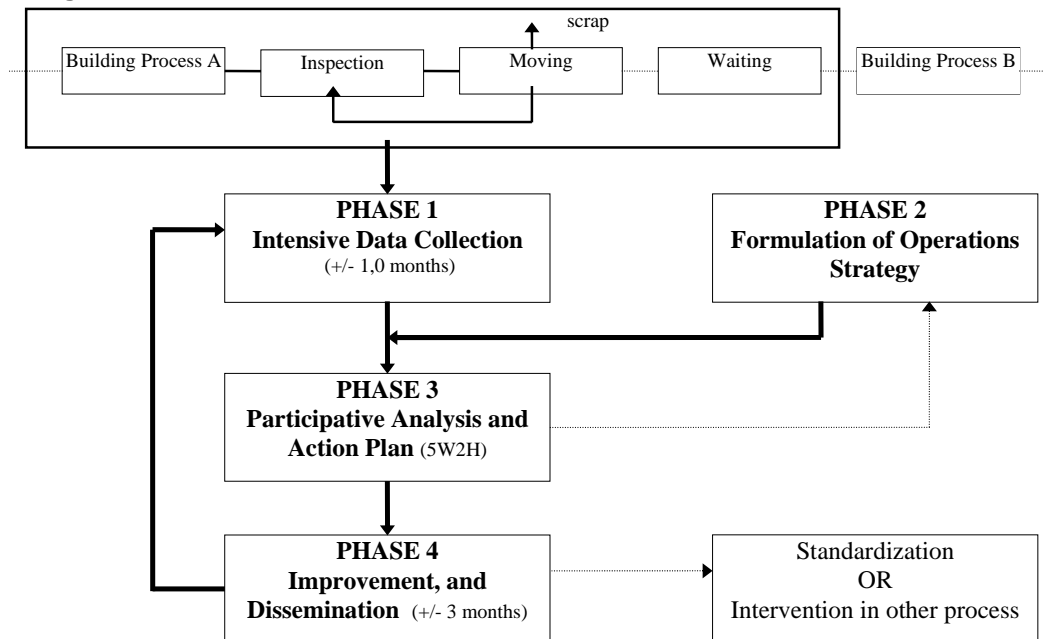 scrap
Building Process A
Inspection
Moving
Waiting
Building Process B
PHASE 1
Intensive Data Collection
(+/- 1,0 months)
PHASE 2
Formulation of Operations
Strategy
PHASE 3
Participative Analysis and
Action Plan (5W2H)
PHASE 4
Improvement, and
Dissemination (+/- 3 months)
Standardization
OR
Intervention in other process